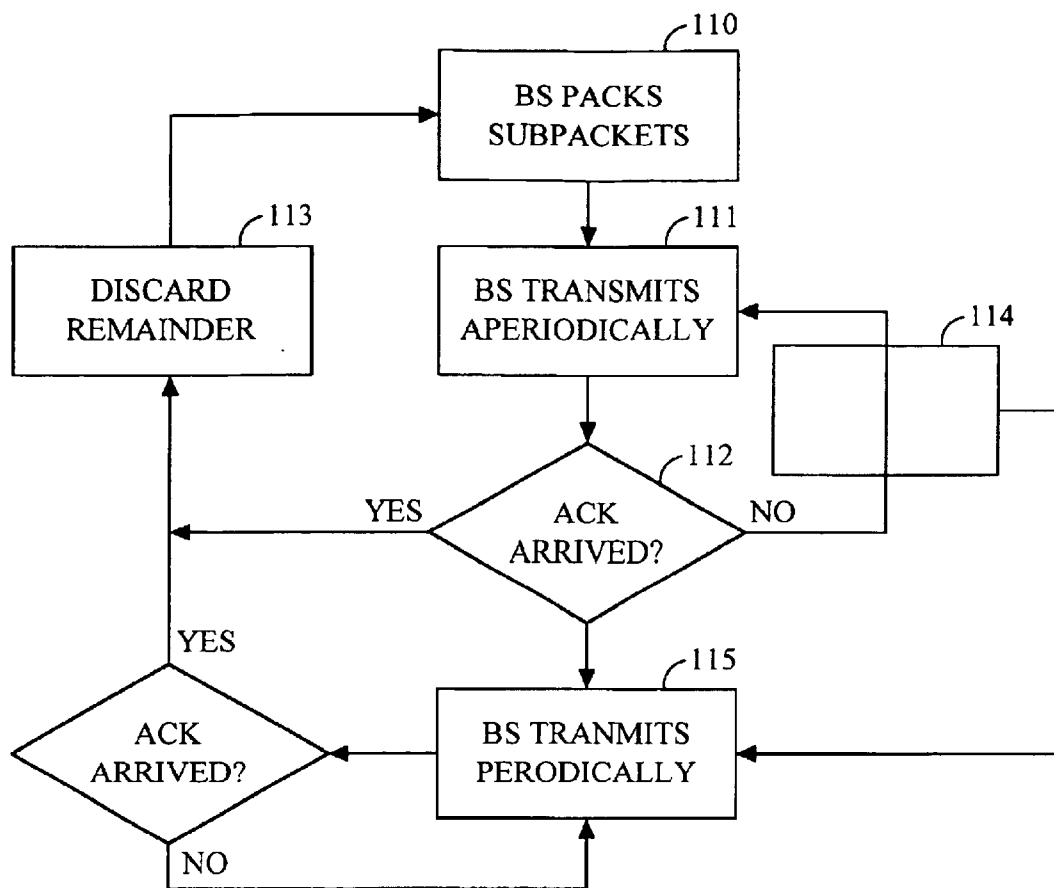 110
BS PACKS
SUBPACKETS
113
DISCARD
REMAINDER
111
BS TRANSMITS
APERIODICALLY
114
112
YES
ACK
ARRIVED?
NO
YES
ACK
ARRIVED?
NO
115
BS TRANMITS
PERODICALLY